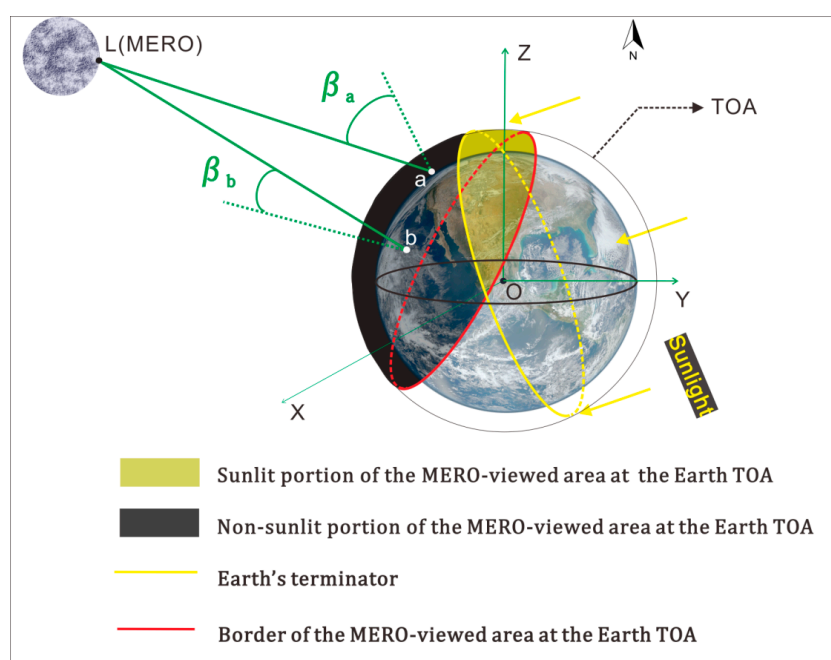 L(MERO)
N
Z
TOA
βa
a
βb
b
O
Y
X
Sunlight
Sunlit portion of the MERO-viewed area at the Earth TOA
Non-sunlit portion of the MERO-viewed area at the Earth TOA
Earth's terminator
Border of the MERO-viewed area at the Earth TOA